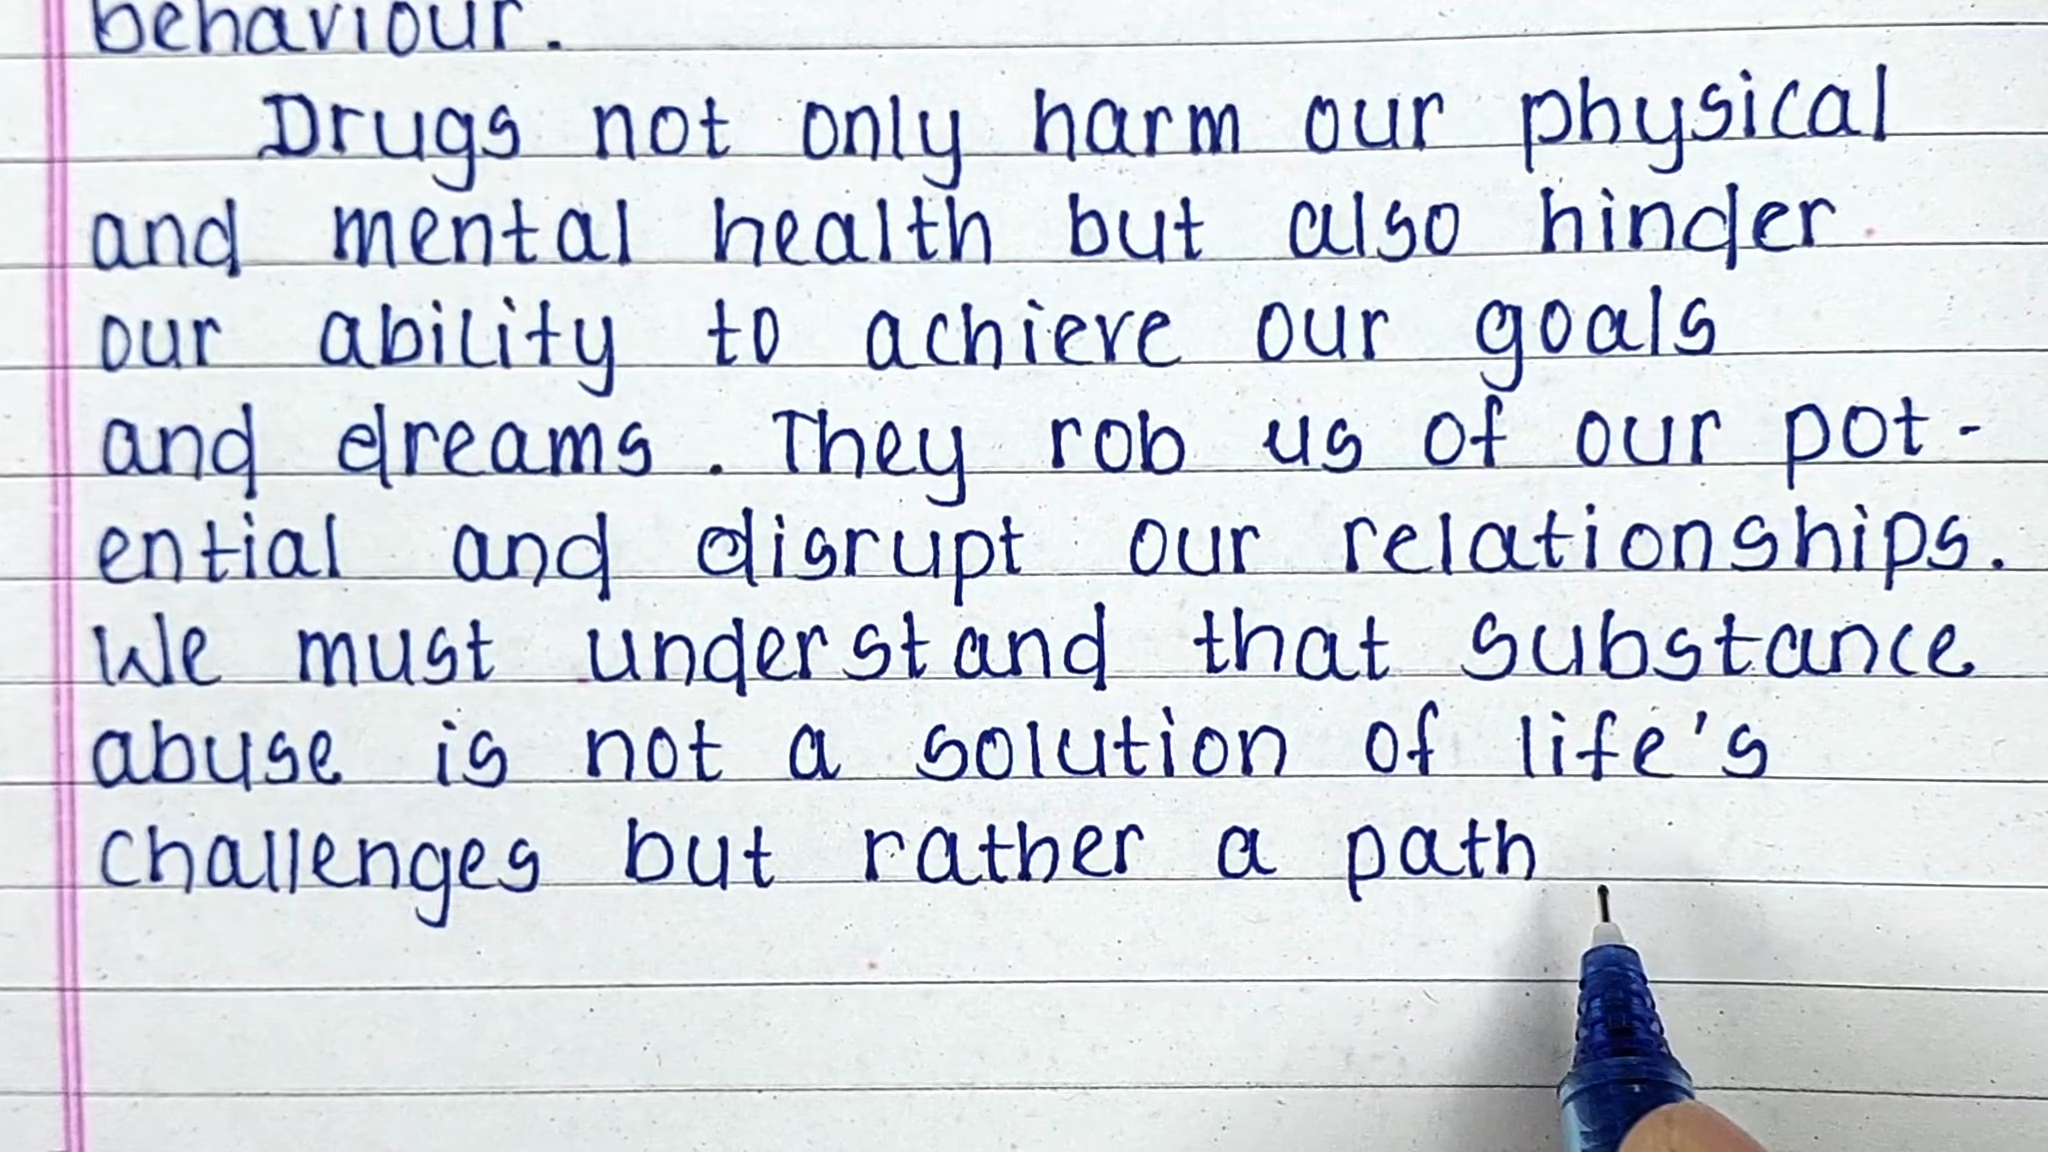 behaviour.
Drugs not only harm our physical
and mental health but also hinder
our ability to achieve our goals
and dreams. They rob us of our pot-
ential and disrupt our relationships.
We must understand that substance
abuse is not a solution of life's
challenges but rather a path